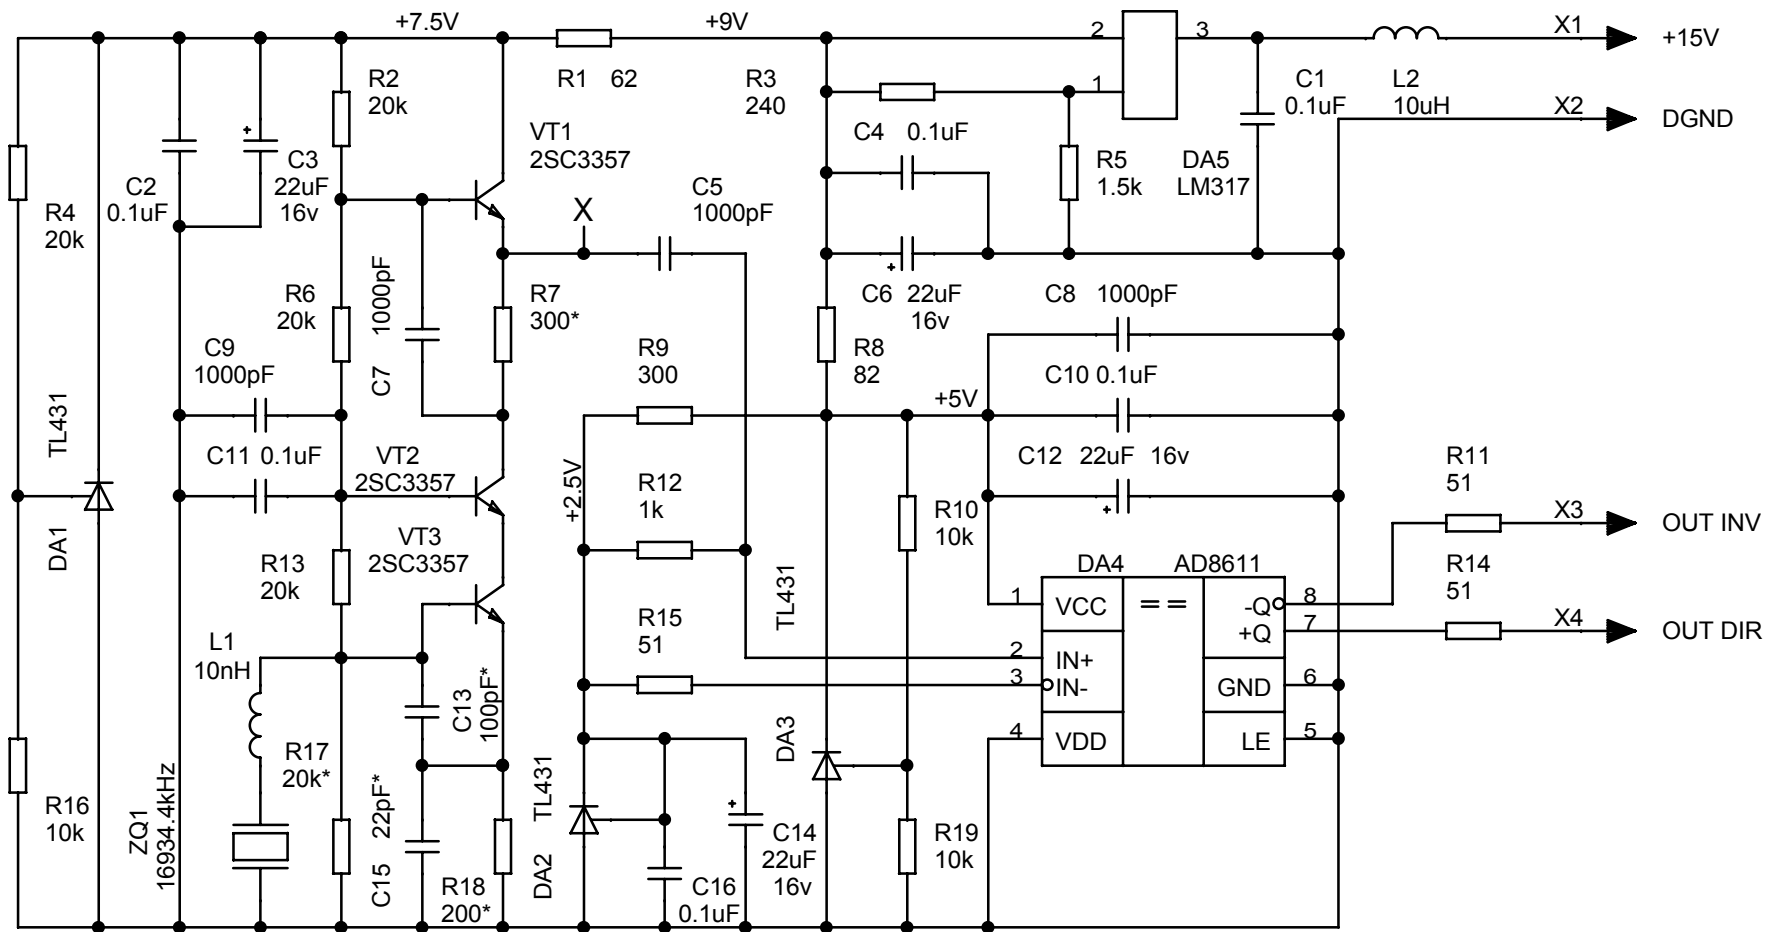 +7.5V
+9V
2
3
X1
+15V
R2
20k
R1 62
R3
240
1
C1
0.1uF
L2
10uH
X2
DGND
VT1
2SC3357
C4 0.1uF
C3
22uF
16v
C2
0.1uF
R4
20k
X
C5
1000pF
R5
1.5k
DA5
LM317
R6
20k
1000pF
C7
R7
300*
+
C6 22uF
16v
C8 1000pF
C9
1000pF
R9
300
R8
82
C10 0.1uF
+5V
TL431
DA1
C11 0.1uF
VT2
2SC3357
+2.5V
R12
1k
C12 22uF 16v
+
R10
10k
R11
51
X3
OUT INV
VT3
2SC3357
R13
20k
TL431
DA3
DA4
AD8611
R14
51
1
VCC
==
-Q
8
+Q
7
X4
OUT DIR
L1
10nH
R15
51
2
IN+
3
IN-
GND
6
4
VDD
LE
5
C13
100pF*
R17
20k*
R16
10k
ZQ1
16934.4kHz
C15
22pF*
R18
200*
TL431
DA2
+
C14
22uF
16v
C16
0.1uF
R19
10k
+